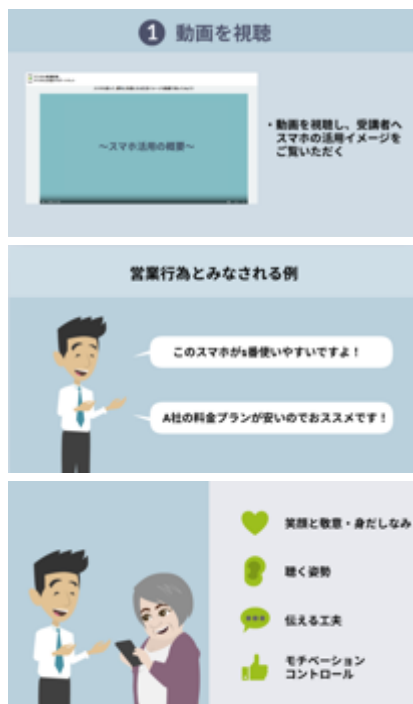 1 動画を視聴
～スマホ活用の概要～
・動画を視聴し、受講者へ
スマホの活用イメージを
ご覧いただく
営業行為とみなされる例
このスマホが1番使いやすいですよ！
A社の料金プランが安いのでおススメです！
笑顔と敬意・身だしなみ
聴く姿勢
伝える工夫
モチベーション
コントロール